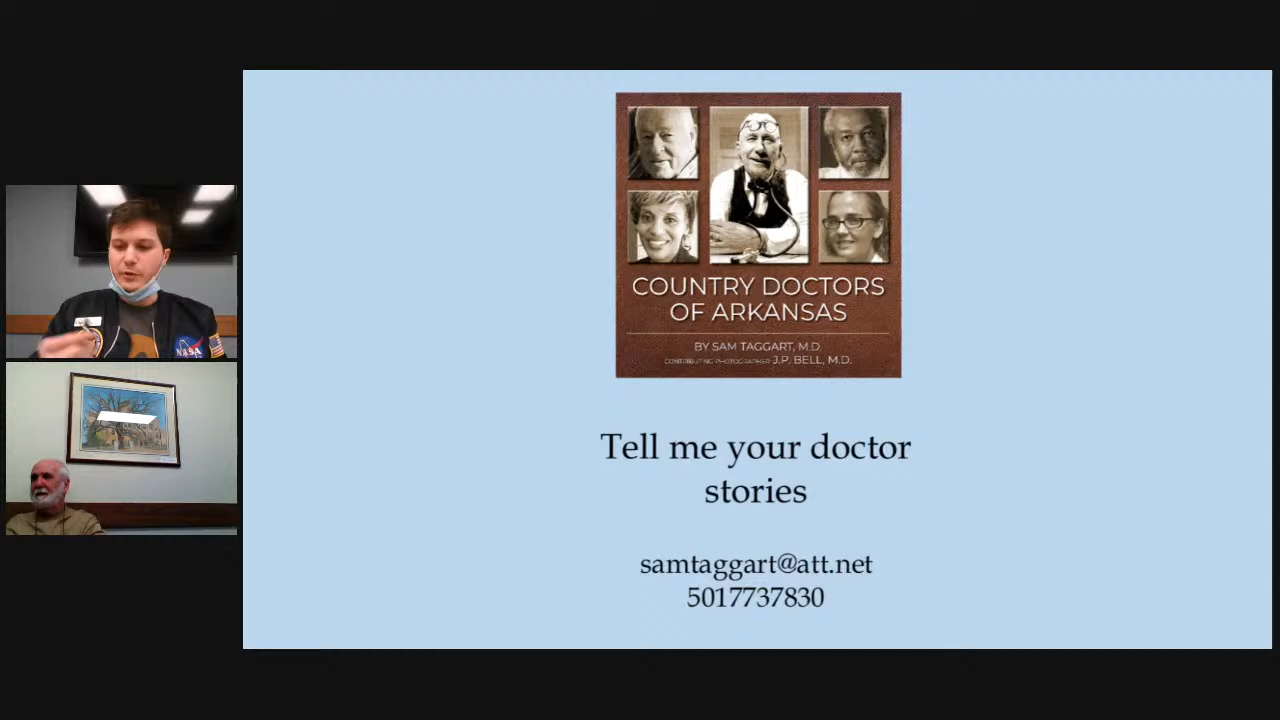 COUNTRY DOCTORS
OF ARKANSAS
BY SAM TAGGART, M.D.
CONTRIBUTING PHOTOGRAPHER J.P. BELL, M.D.
Tell me your doctor
stories
samtaggart@att.net
5017737830
NASA